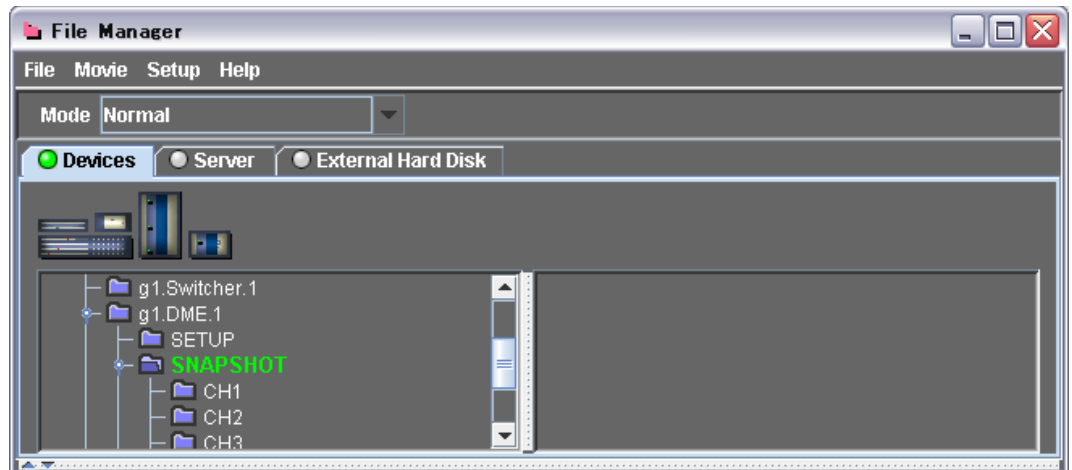 File Manager
File Movie Setup Help
Mode Normal
Devices Server External Hard Disk
g1.Switcher.1
g1.DME.1
SETUP
SNAPSHOT
CH1
CH2
CH3